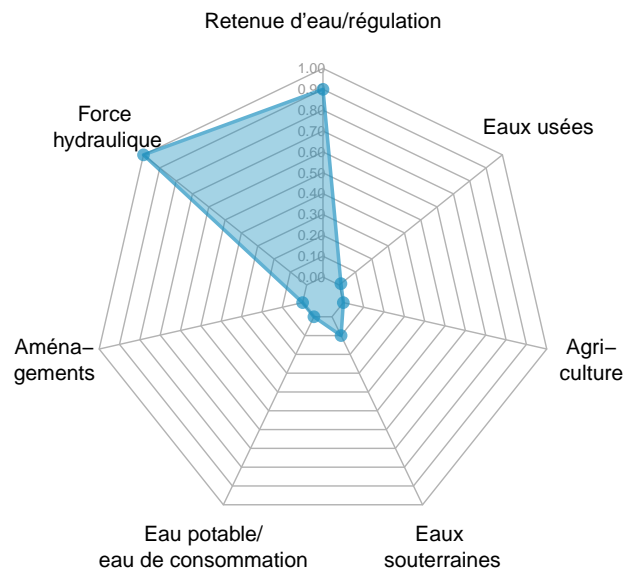 Retenue d'eau/régulation
1.00
0.90
0.80
0.70
0.60
0.50
0.40
0.30
0.20
0.10
0.00
Force
hydraulique
Eaux usées
Aména−
gements
Agri−
culture
Eau potable/
eau de consommation
Eaux
souterraines